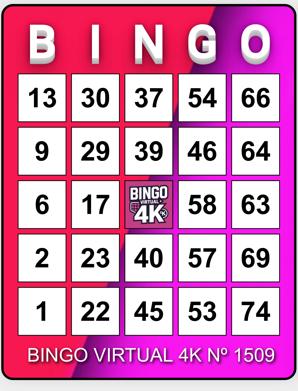 BINGO
13 30 37 54 66
9 29 39 46 64
6 17 BINGO VIRTUAL 4K 58 63
2 23 40 57 69
1 22 45 53 74
BINGO VIRTUAL 4K Nº 1509